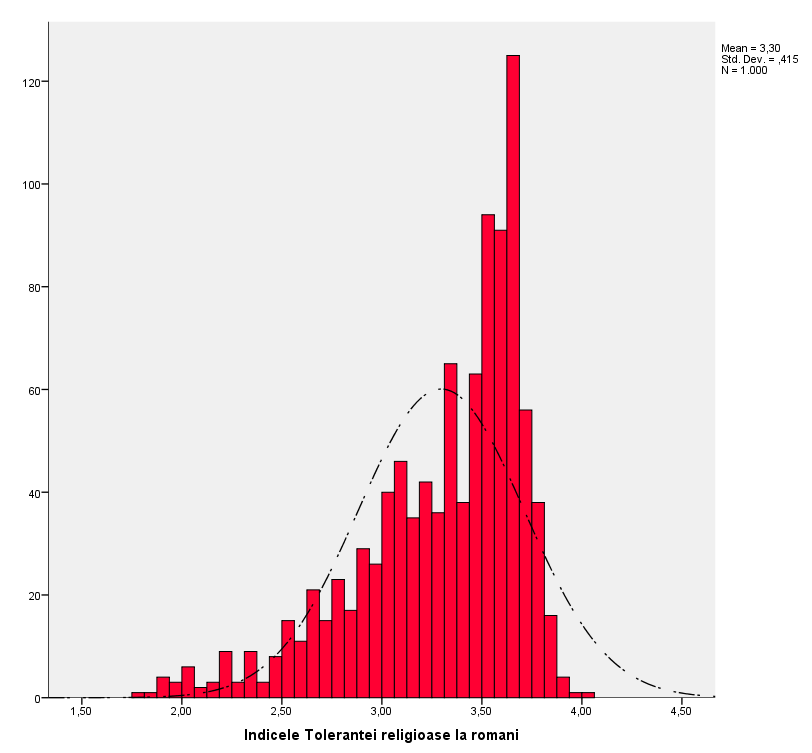 Mean = 3,30
Std. Dev. = ,415
N = 1.000
120
100
80
60
40
20
0
1,50 2,00 2,50 3,00 3,50 4,00 4,50
Indicele Tolerantei religioase la romani